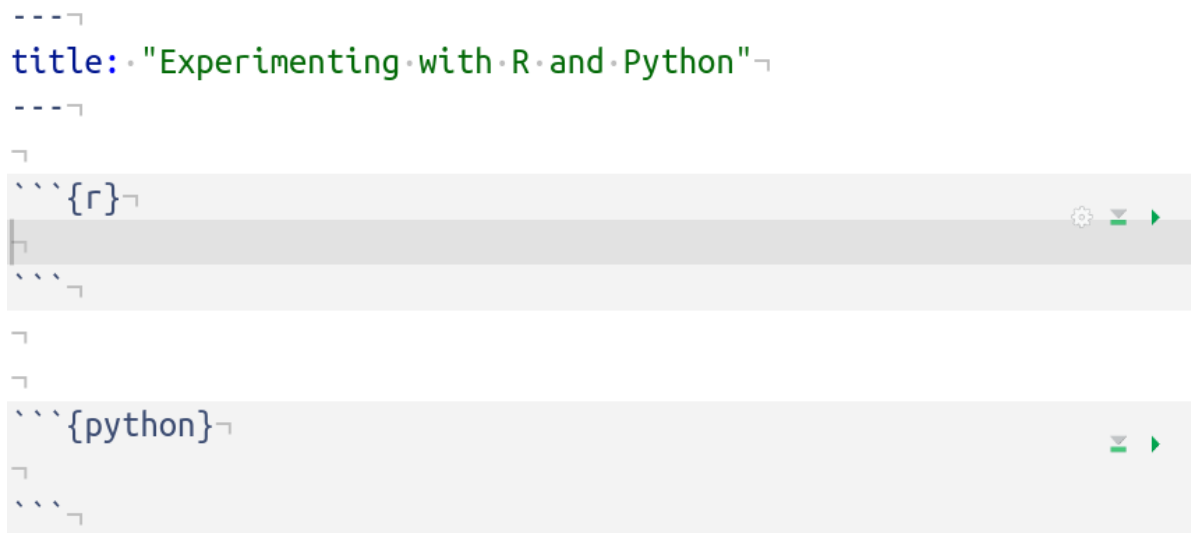 ---
title: "Experimenting with R and Python"
---
```{r}
```
```{python}
```